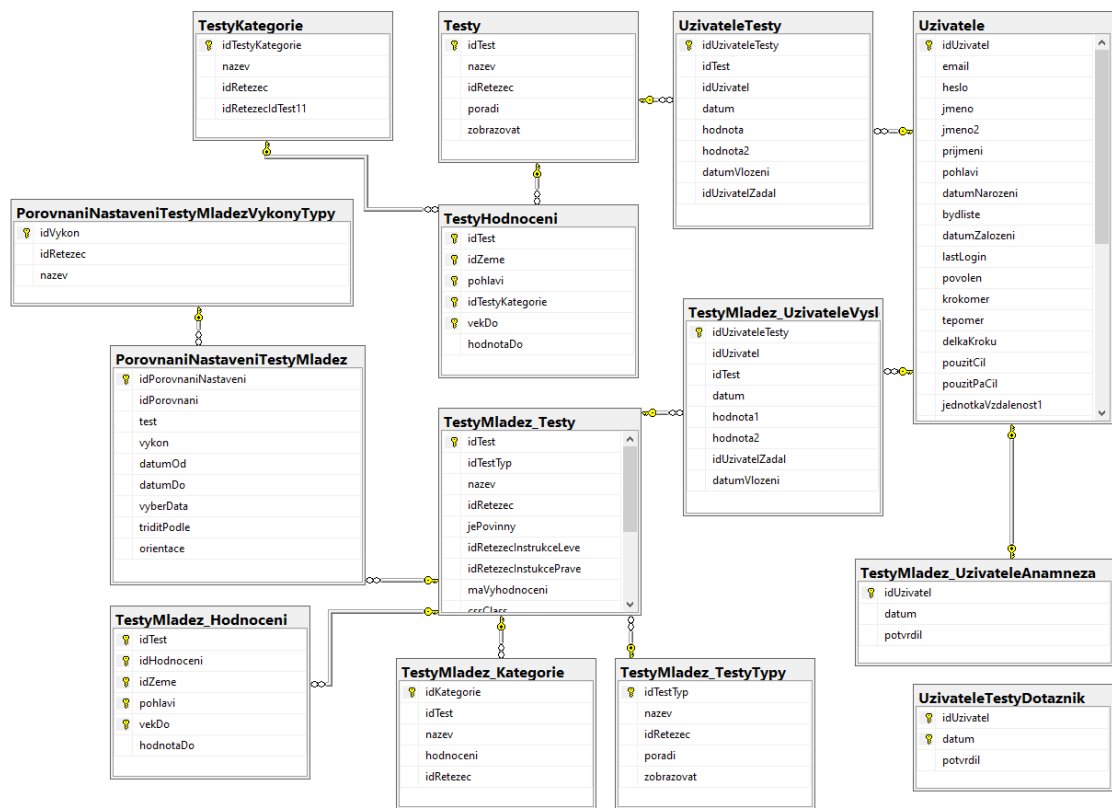 TestyKategorie
idTestyKategorie
nazev
idRetezec
idRetezecIdTest11
Testy
idTest
nazev
idRetezec
poradi
zobrazovat
UzivateleTesty
idUzivateleTesty
idTest
idUzivatel
datum
hodnota
hodnota2
datumVlozeni
idUzivatelZadal
Uzivatele
idUzivatel
email
heslo
jmeno
jmeno2
prijmeni
pohlavi
datumNarozeni
bydliste
datumZalozeni
lastLogin
povolen
krokomer
tepomer
delkaKroku
pouzitCil
pouzitPaCil
jednotkaVzdalenost1
PorovnaniNastaveniTestyMladezVykonyTypy
idVykon
idRetezec
nazev
TestyHodnoceni
idTest
idZeme
pohlavi
idTestyKategorie
vekDo
hodnotaDo
TestyMladez_UzivateleVysl
idUzivateleTesty
idUzivatel
idTest
datum
hodnota1
hodnota2
idUzivatelZadal
datumVlozeni
PorovnaniNastaveniTestyMladez
idPorovnaniNastaveni
idPorovnani
test
vykon
datumOd
datumDo
vyberData
triditPodle
orientace
TestyMladez_Testy
idTest
idTestTyp
nazev
idRetezec
jePovinny
idRetezecInstrukceLeve
idRetezecInstukcePrave
maVyhodnoceni
cssClass
TestyMladez_UzivateleAnamneza
idUzivatel
datum
potvrdil
TestyMladez_Hodnoceni
idTest
idHodnoceni
idZeme
pohlavi
vekDo
hodnotaDo
TestyMladez_Kategorie
idKategorie
idTest
nazev
hodnoceni
idRetezec
TestyMladez_TestyTypy
idTestTyp
nazev
idRetezec
poradi
zobrazovat
UzivateleTestyDotaznik
idUzivatel
datum
potvrdil